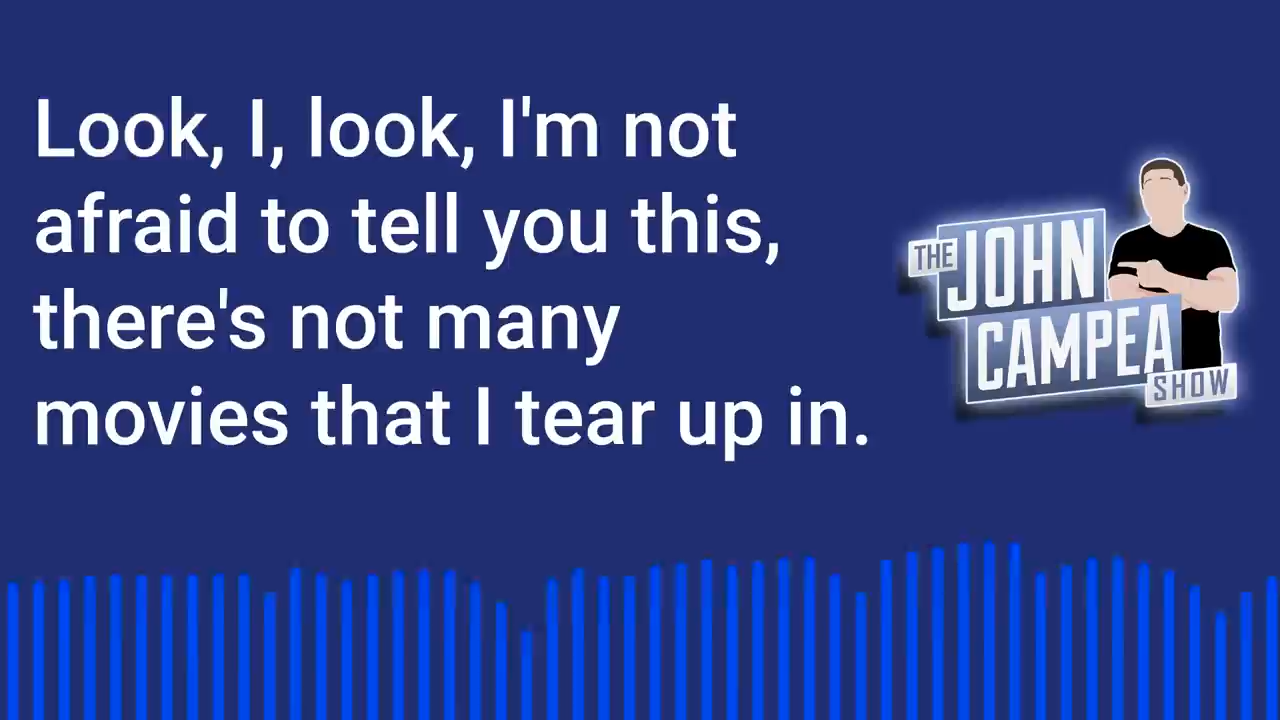 Look, I, look, I'm not
afraid to tell you this,
there's not many
movies that I tear up in.
THE JOHN
CAMPEA
SHOW